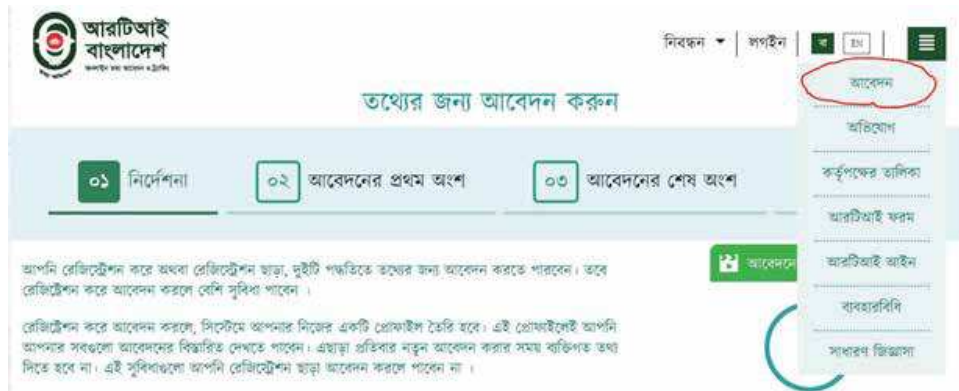 আরটিআই
বাংলাদেশ
নিবন্ধন লগইন ব EN
আবেদন
তথ্যের জন্য আবেদন করুন
অভিযোগ
কর্তৃপক্ষের তালিকা
আরটিআই ফরম
আরটিআই আইন
ব্যবহারবিধি
সাধারণ জিজ্ঞাসা
০১ নির্দেশনা
০২ আবেদনের প্রথম অংশ
০৩ আবেদনের শেষ অংশ
আপনি রেজিস্ট্রেশন করে অথবা রেজিস্ট্রেশন ছাড়া, দুইটি পদ্ধতিতে তথ্যের জন্য আবেদন করতে পারবেন। তবে
রেজিষ্ট্রেশন করে আবেদন করলে বেশি সুবিধা পাবেন ।
আবেদনে
রেজিষ্ট্রেশন করে আবেদন করলে, সিস্টেমে আপনার নিজের একটি প্রোফাইল তৈরি হবে। এই প্রোফাইলেই আপনি
আপনার সবগুলো আবেদনের বিস্তারিত দেখতে পাবেন। এছাড়া প্রতিবার নতুন আবেদন করার সময় ব্যক্তিগত তথ্য
দিতে হবে না। এই সুবিধাগুলো আপনি রেজিস্ট্রেশন ছাড়া আবেদন করলে পাবেন না ।